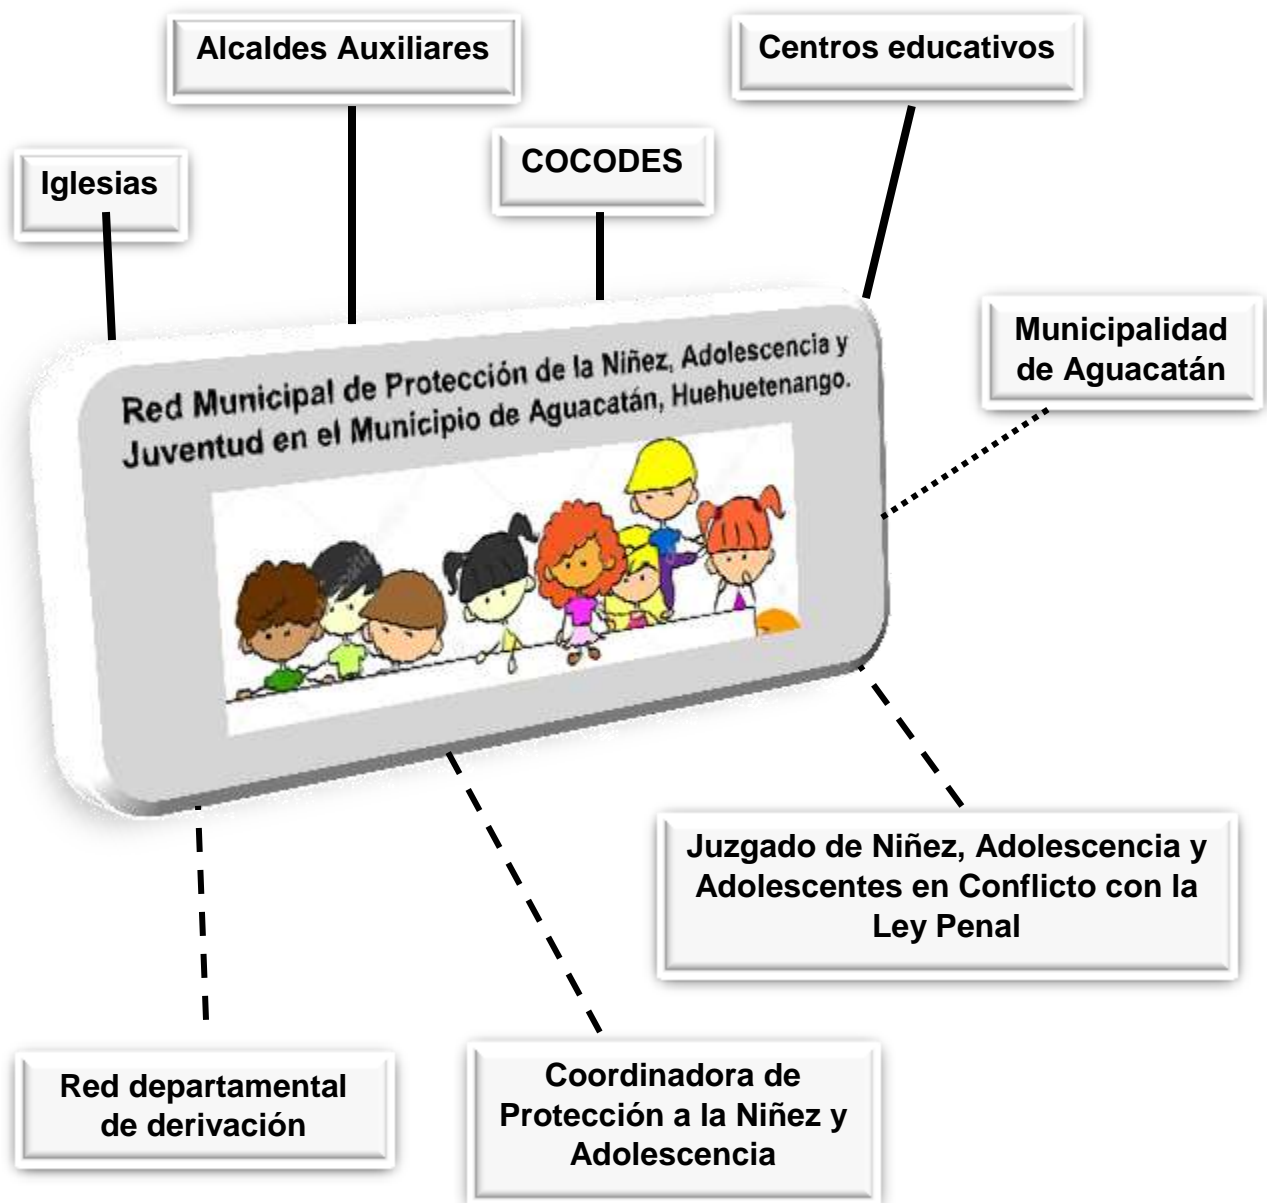 Alcaldes Auxiliares
Centros educativos
Iglesias
COCODES
Municipalidad
de Aguacatán
Red Municipal de Protección de la Niñez, Adolescencia y
Juventud en el Municipio de Aguacatán, Huehuetenango.
Juzgado de Niñez, Adolescencia y
Adolescentes en Conflicto con la
Ley Penal
Red departamental
de derivación
Coordinadora de
Protección a la Niñez y
Adolescencia